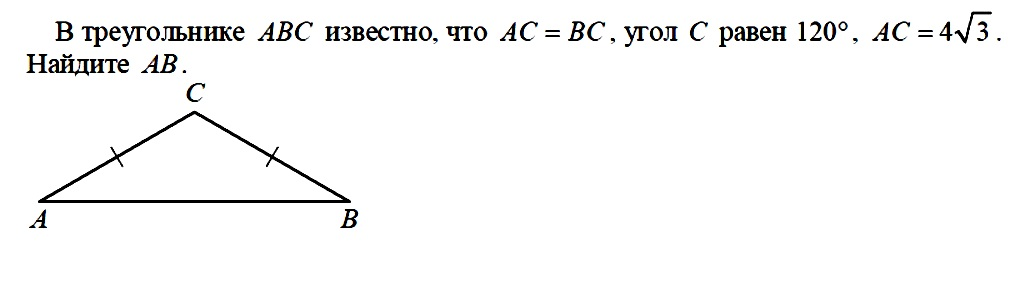 В треугольнике ABC известно, что AC = BC, угол C равен 120°, AC = 4√3.
Найдите AB.
C
A B